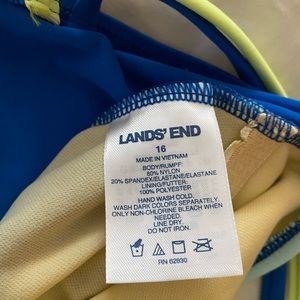 LANDS' END
16
MADE IN VIETNAM
BODY/RUMPF:
80% NYLON
20% SPANDEX/ELASTANE/ELASTAN
LINING/FUTTER:
100% POLYESTER
HAND WASH COLD.
WASH DARK COLORS SEPARATELY.
ONLY NON-CHLORINE BLEACH WHEN
NEEDED.
LINE DRY.
DO NOT IRON.
RN 62830